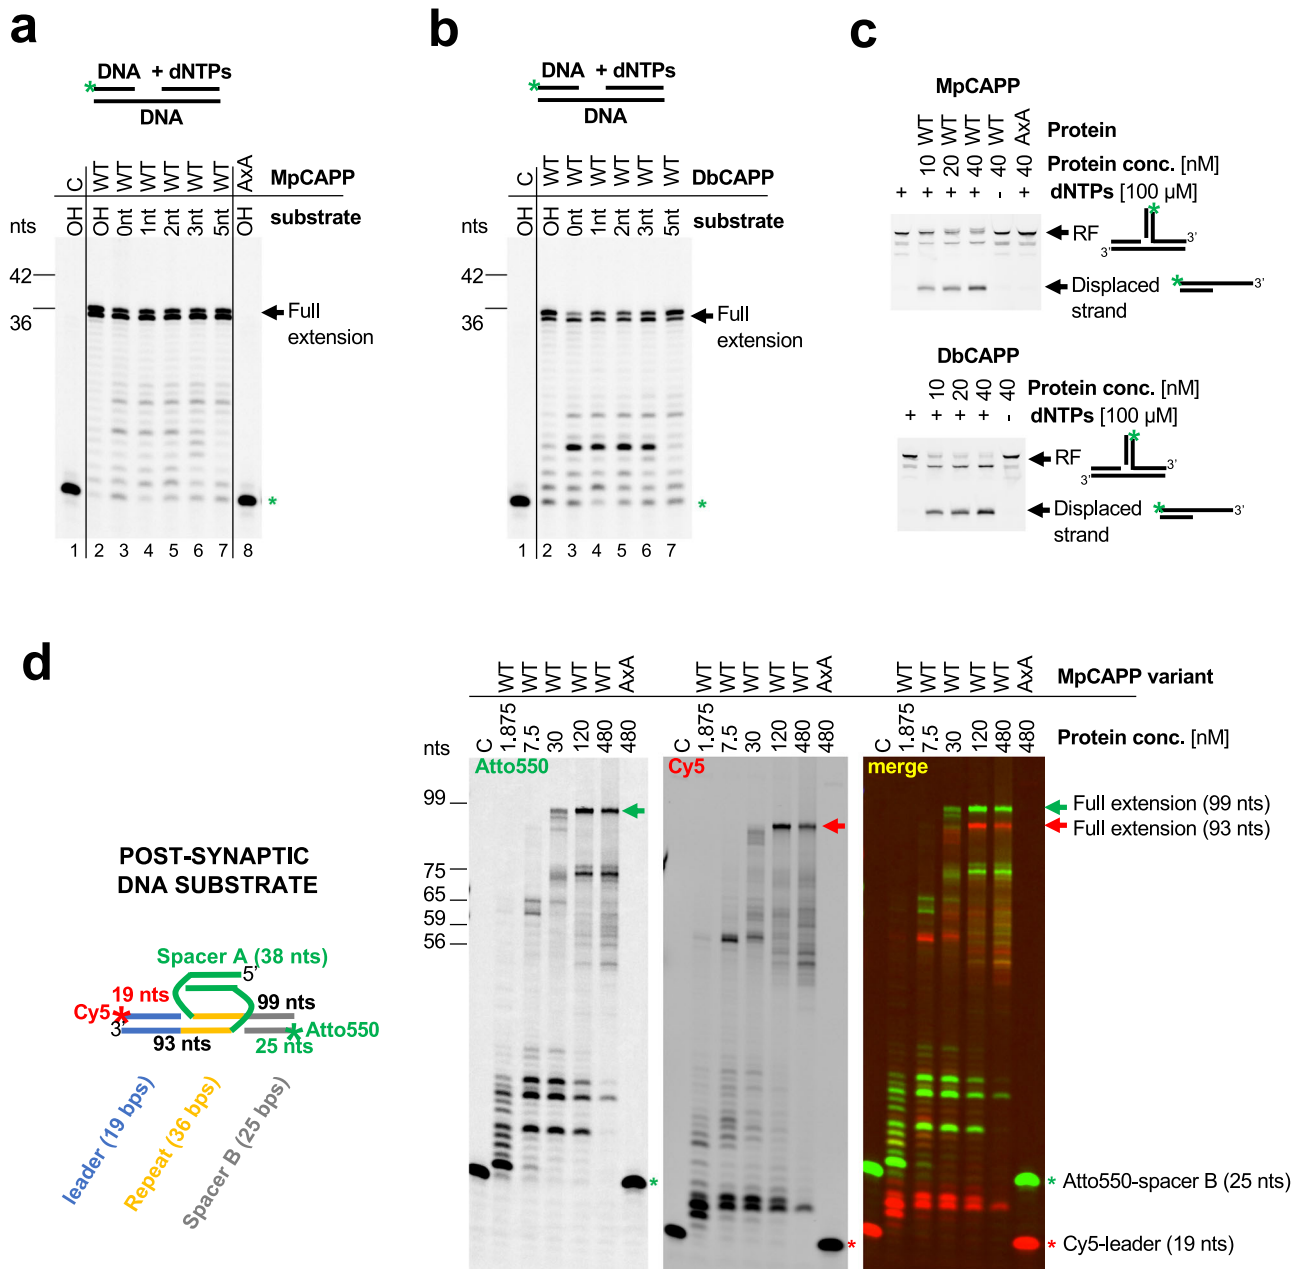 a
* DNA + dNTPs
DNA
C WT WT WT WT WT WT AxA MpCAPP
OH OH 0nt 1nt 2nt 3nt 5nt OH substrate
nts
42
36
Full extension
*
1 2 3 4 5 6 7 8
b
* DNA + dNTPs
DNA
C WT WT WT WT WT WT DbCAPP
OH OH 0nt 1nt 2nt 3nt 5nt substrate
nts
42
36
Full extension
*
1 2 3 4 5 6 7
c
MpCAPP
WT WT WT WT AxA Protein
10 20 40 40 40 Protein conc. [nM]
+ + + + - + dNTPs [100 µM]
RF
* 3' 3'
Displaced strand
* 3'
DbCAPP
10 20 40 40 Protein conc. [nM]
+ + + + - dNTPs [100 µM]
RF
* 3' 3'
Displaced strand
* 3'
d
POST-SYNAPTIC
DNA SUBSTRATE
Spacer A (38 nts)
5'
19 nts
99 nts
Cy5 *
3'
* Atto550
93 nts
25 nts
leader (19 bps)
Repeat (36 bps)
Spacer B (25 bps)
WT WT WT WT WT AxA WT WT WT WT WT AxA WT WT WT WT WT AxA MpCAPP variant
C 1.875 7.5 30 120 480 480 C 1.875 7.5 30 120 480 480 C 1.875 7.5 30 120 480 480 Protein conc. [nM]
nts
Atto550
Cy5
merge
99
75
65
59
56
Full extension (99 nts)
Full extension (93 nts)
*
*
* Atto550-spacer B (25 nts)
* Cy5-leader (19 nts)